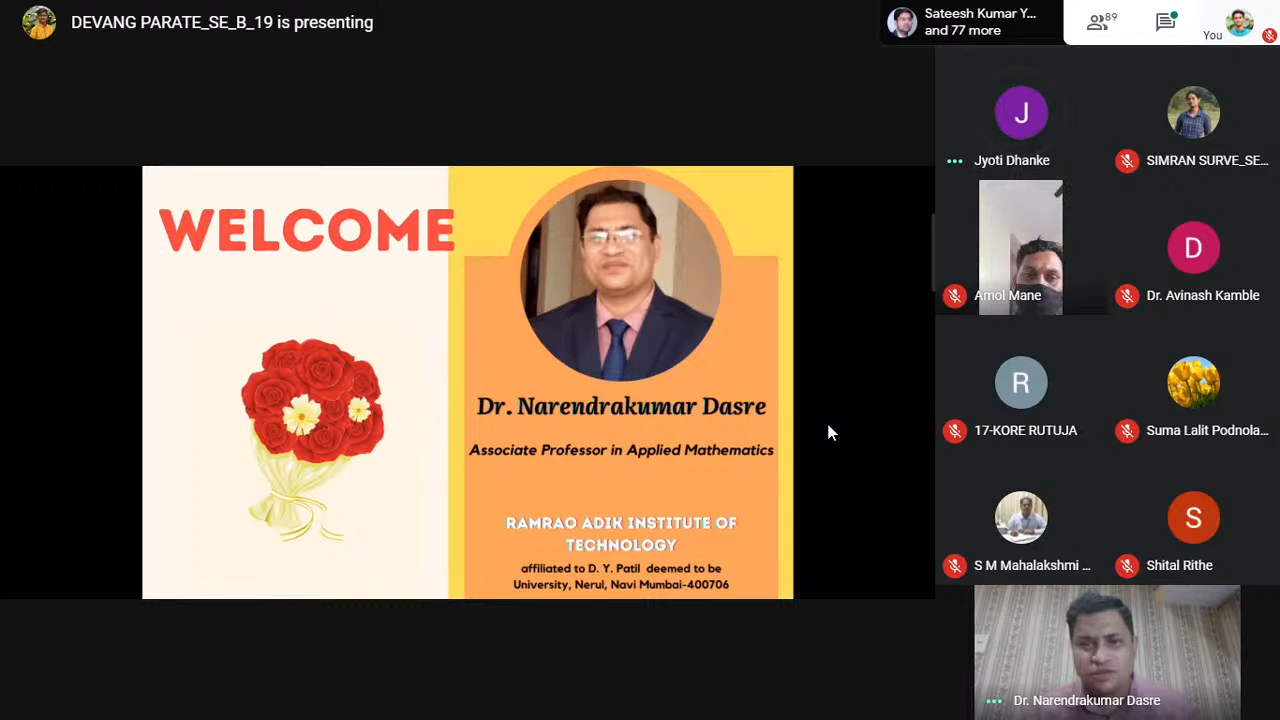 DEVANG PARATE_SE_B_19 is presenting
Sateesh Kumar Y...
and 77 more
89
You
WELCOME
Dr. Narendrakumar Dasre
Associate Professor in Applied Mathematics
RAMRAO ADIK INSTITUTE OF
TECHNOLOGY
affiliated to D. Y. Patil deemed to be
University, Nerul, Navi Mumbai-400706
J
Jyoti Dhanke
SIMRAN SURVE_SE...
Amol Mane
D
Dr. Avinash Kamble
R
17-KORE RUTUJA
Suma Lalit Podnola...
S M Mahalakshmi ...
S
Shital Rithe
Dr. Narendrakumar Dasre